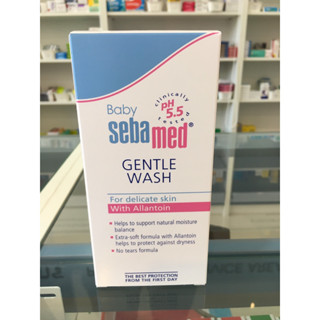 Baby
sebamed®
clinically tested
pH 5.5
GENTLE
WASH
For delicate skin
With Allantoin
• Helps to support natural moisture
balance
• Extra-soft formula with Allantoin
helps to protect against dryness
• No tears formula
THE BEST PROTECTION
FROM THE FIRST DAY